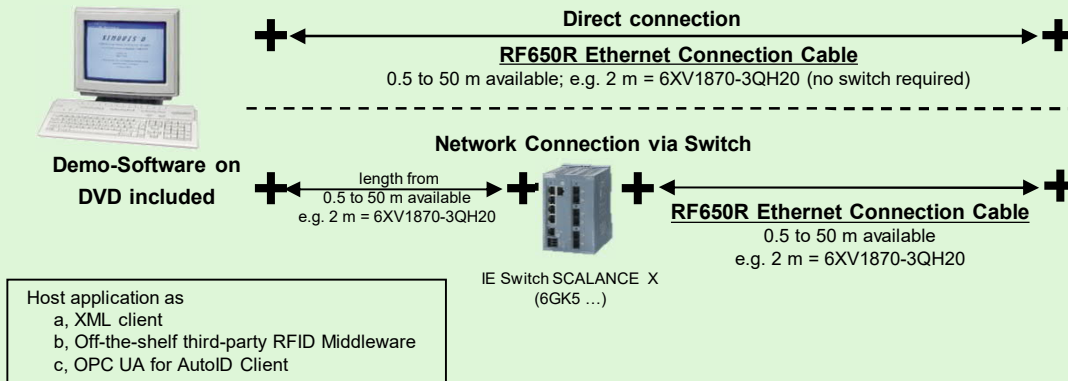 Direct connection
RF650R Ethernet Connection Cable
0.5 to 50 m available; e.g. 2 m = 6XV1870-3QH20 (no switch required)
Network Connection via Switch
Demo-Software on
DVD included
length from
0.5 to 50 m available
e.g. 2 m = 6XV1870-3QH20
RF650R Ethernet Connection Cable
0.5 to 50 m available
e.g. 2 m = 6XV1870-3QH20
IE Switch SCALANCE X
(6GK5 ...)
Host application as
a, XML client
b, Off-the-shelf third-party RFID Middleware
c, OPC UA for AutoID Client